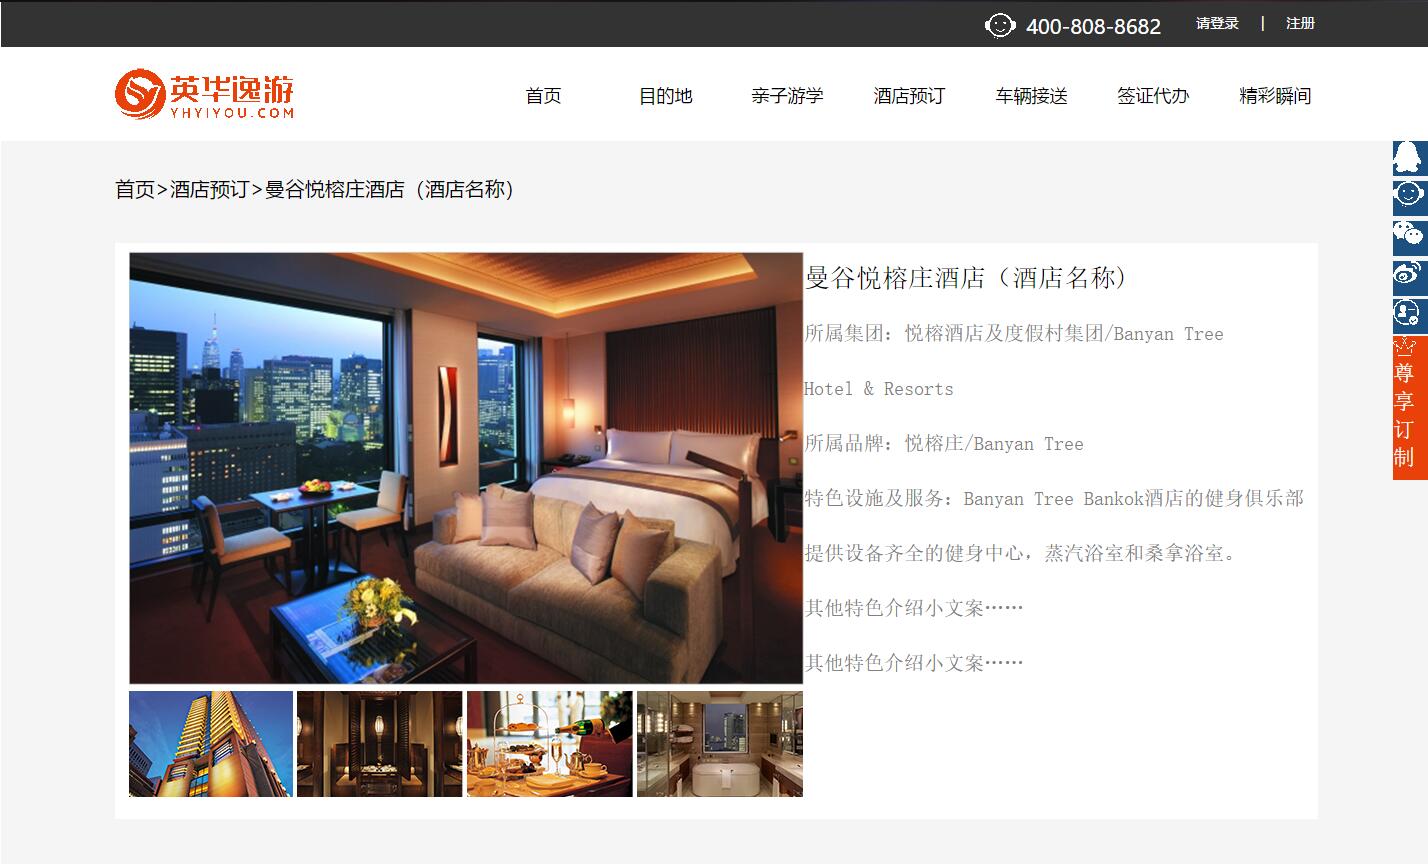 400-808-8682 请登录 | 注册
英华逸游
YHYIYOU.COM
首页 目的地 亲子游学 酒店预订 车辆接送 签证代办 精彩瞬间
首页>酒店预订>曼谷悦榕庄酒店（酒店名称）
曼谷悦榕庄酒店（酒店名称）
所属集团：悦榕酒店及度假村集团/Banyan Tree
Hotel & Resorts
所属品牌：悦榕庄/Banyan Tree
特色设施及服务：Banyan Tree Bankok酒店的健身俱乐部
提供设备齐全的健身中心，蒸汽浴室和桑拿浴室。
其他特色介绍小文案……
其他特色介绍小文案……
尊
享
订
制